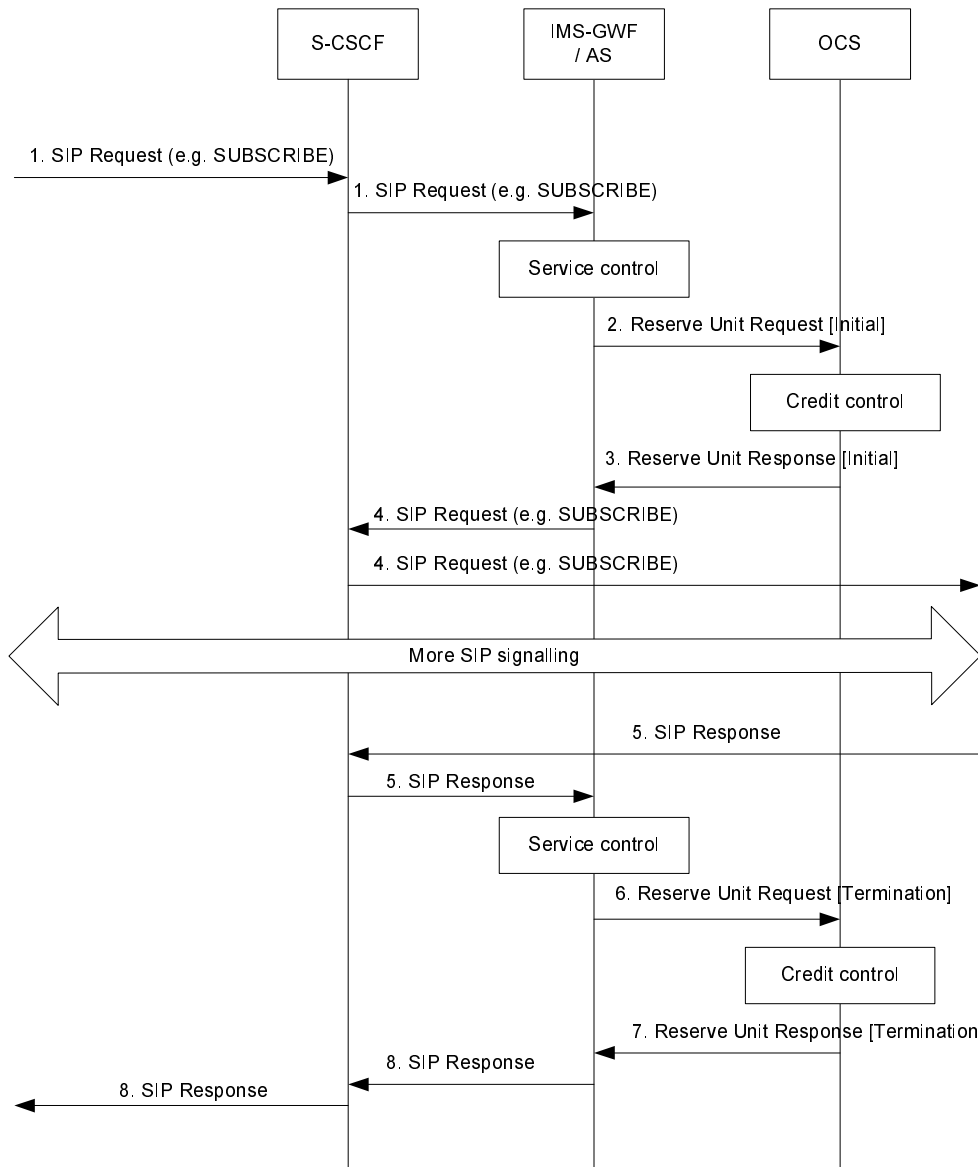 S-CSCF
IMS-GWF
/ AS
OCS
1. SIP Request (e.g. SUBSCRIBE)
1. SIP Request (e.g. SUBSCRIBE)
Service control
2. Reserve Unit Request [Initial]
Credit control
3. Reserve Unit Response [Initial]
4. SIP Request (e.g. SUBSCRIBE)
4. SIP Request (e.g. SUBSCRIBE)
More SIP signalling
5. SIP Response
5. SIP Response
Service control
6. Reserve Unit Request [Termination]
Credit control
7. Reserve Unit Response [Termination
8. SIP Response
8. SIP Response